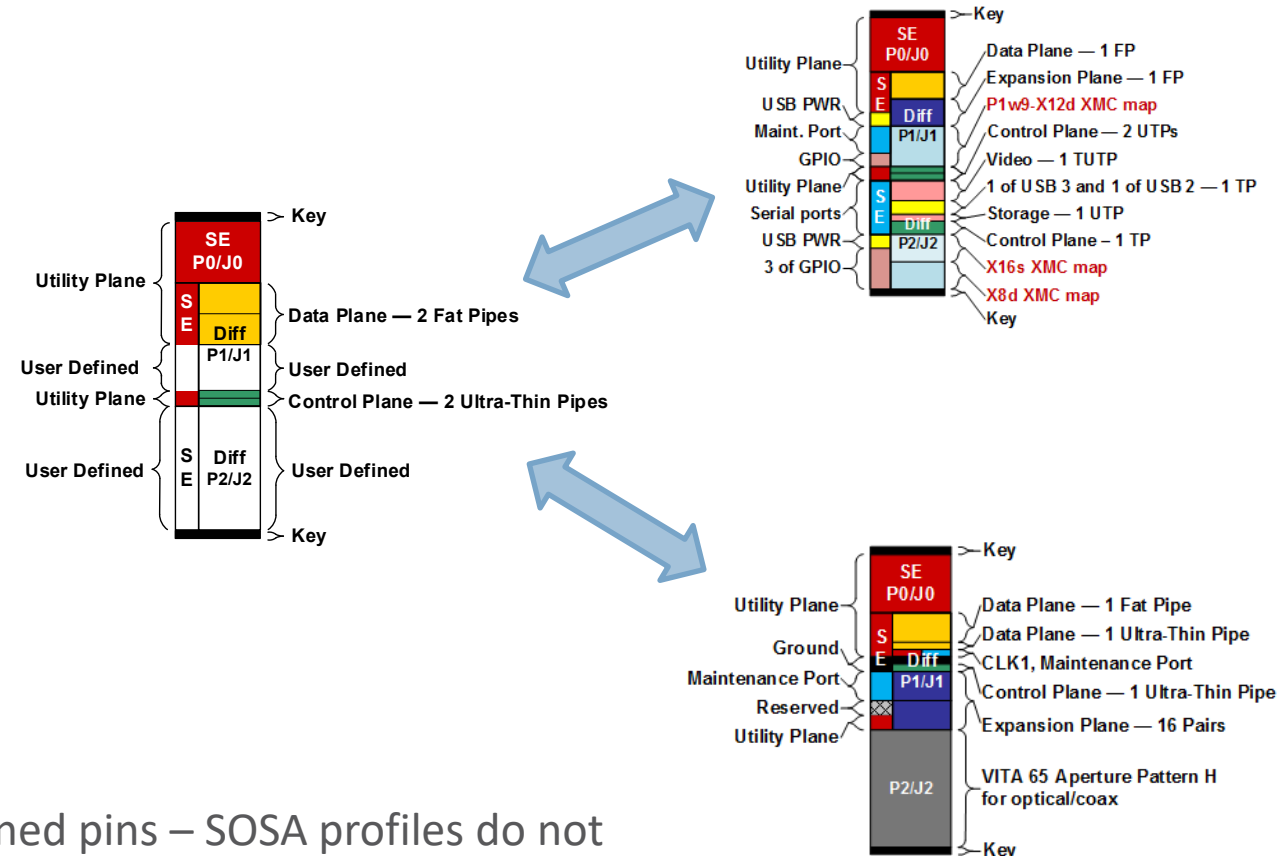 Key
SE
P0/J0
Utility Plane
S
E
Diff
P1/J1
Data Plane — 2 Fat Pipes
User Defined
User Defined
Utility Plane
Control Plane — 2 Ultra-Thin Pipes
User Defined
S
E
Diff
P2/J2
User Defined
Key
Key
SE
P0/J0
Utility Plane
S
E
Diff
P1/J1
Data Plane — 1 FP
Expansion Plane — 1 FP
USB PWR
P1w9-X12d XMC map
Maint. Port
Control Plane — 2 UTPs
GPIO
Video — 1 TUTP
Utility Plane
1 of USB 3 and 1 of USB 2 — 1 TP
Serial ports
S
E
Diff
P2/J2
Storage — 1 UTP
USB PWR
Control Plane – 1 TP
3 of GPIO
X16s XMC map
X8d XMC map
Key
Key
SE
P0/J0
Utility Plane
Data Plane — 1 Fat Pipe
S
E
Diff
P1/J1
Data Plane — 1 Ultra-Thin Pipe
Ground
CLK1, Maintenance Port
Maintenance Port
Control Plane — 1 Ultra-Thin Pipe
Reserved
Expansion Plane — 16 Pairs
Utility Plane
P2/J2
VITA 65 Aperture Pattern H
for optical/coax
Key
ned pins – SOSA profiles do not